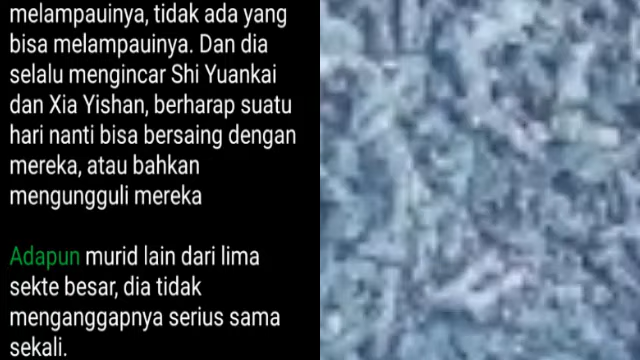 melampauinya, tidak ada yang
bisa melampauinya. Dan dia
selalu mengincar Shi Yuankai
dan Xia Yishan, berharap suatu
hari nanti bisa bersaing dengan
mereka, atau bahkan
mengungguli mereka
Adapun murid lain dari lima
sekte besar, dia tidak
menganggapnya serius sama
sekali.